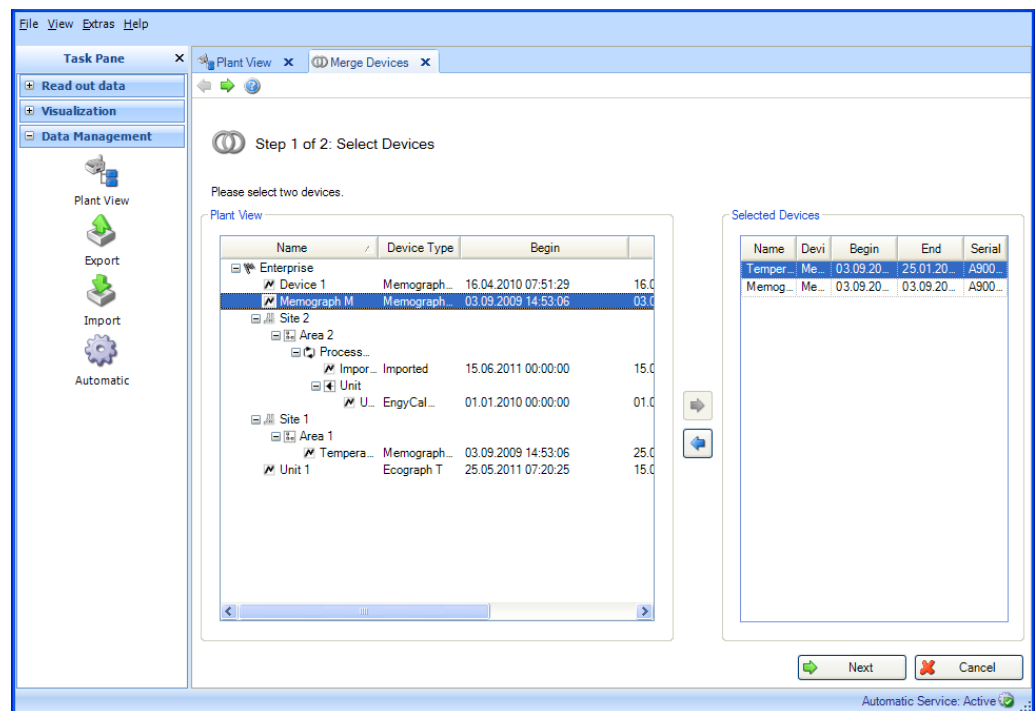 File View Extras Help
Task Pane X
Plant View X Merge Devices X
Read out data
Visualization
Data Management
Plant View
Export
Import
Automatic
Step 1 of 2: Select Devices
Please select two devices.
Plant View
Name / Device Type Begin
Enterprise
Device 1 Memograph... 16.04.2010 07:51:29 16.0
Memograph M Memograph... 03.09.2009 14:53:06 03.0
Site 2
Area 2
Process...
Impor... Imported 15.06.2011 00:00:00 15.0
Unit
U... EngyCal... 01.01.2010 00:00:00 01.0
Site 1
Area 1
Tempera... Memograph... 03.09.2009 14:53:06 25.0
Unit 1 Ecograph T 25.05.2011 07:20:25 15.0
Selected Devices
Name Devi Begin End Serial
Temper... Me... 03.09.20... 25.01.20... A900...
Memog... Me... 03.09.20... 03.09.20... A900...
Next Cancel
Automatic Service: Active